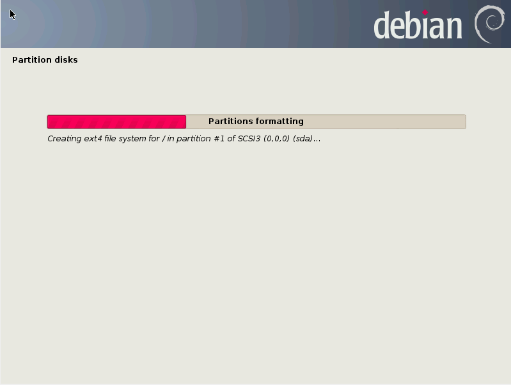 debian
Partition disks
Partitions formatting
Creating ext4 file system for / in partition #1 of SCSI3 (0,0,0) (sda)...